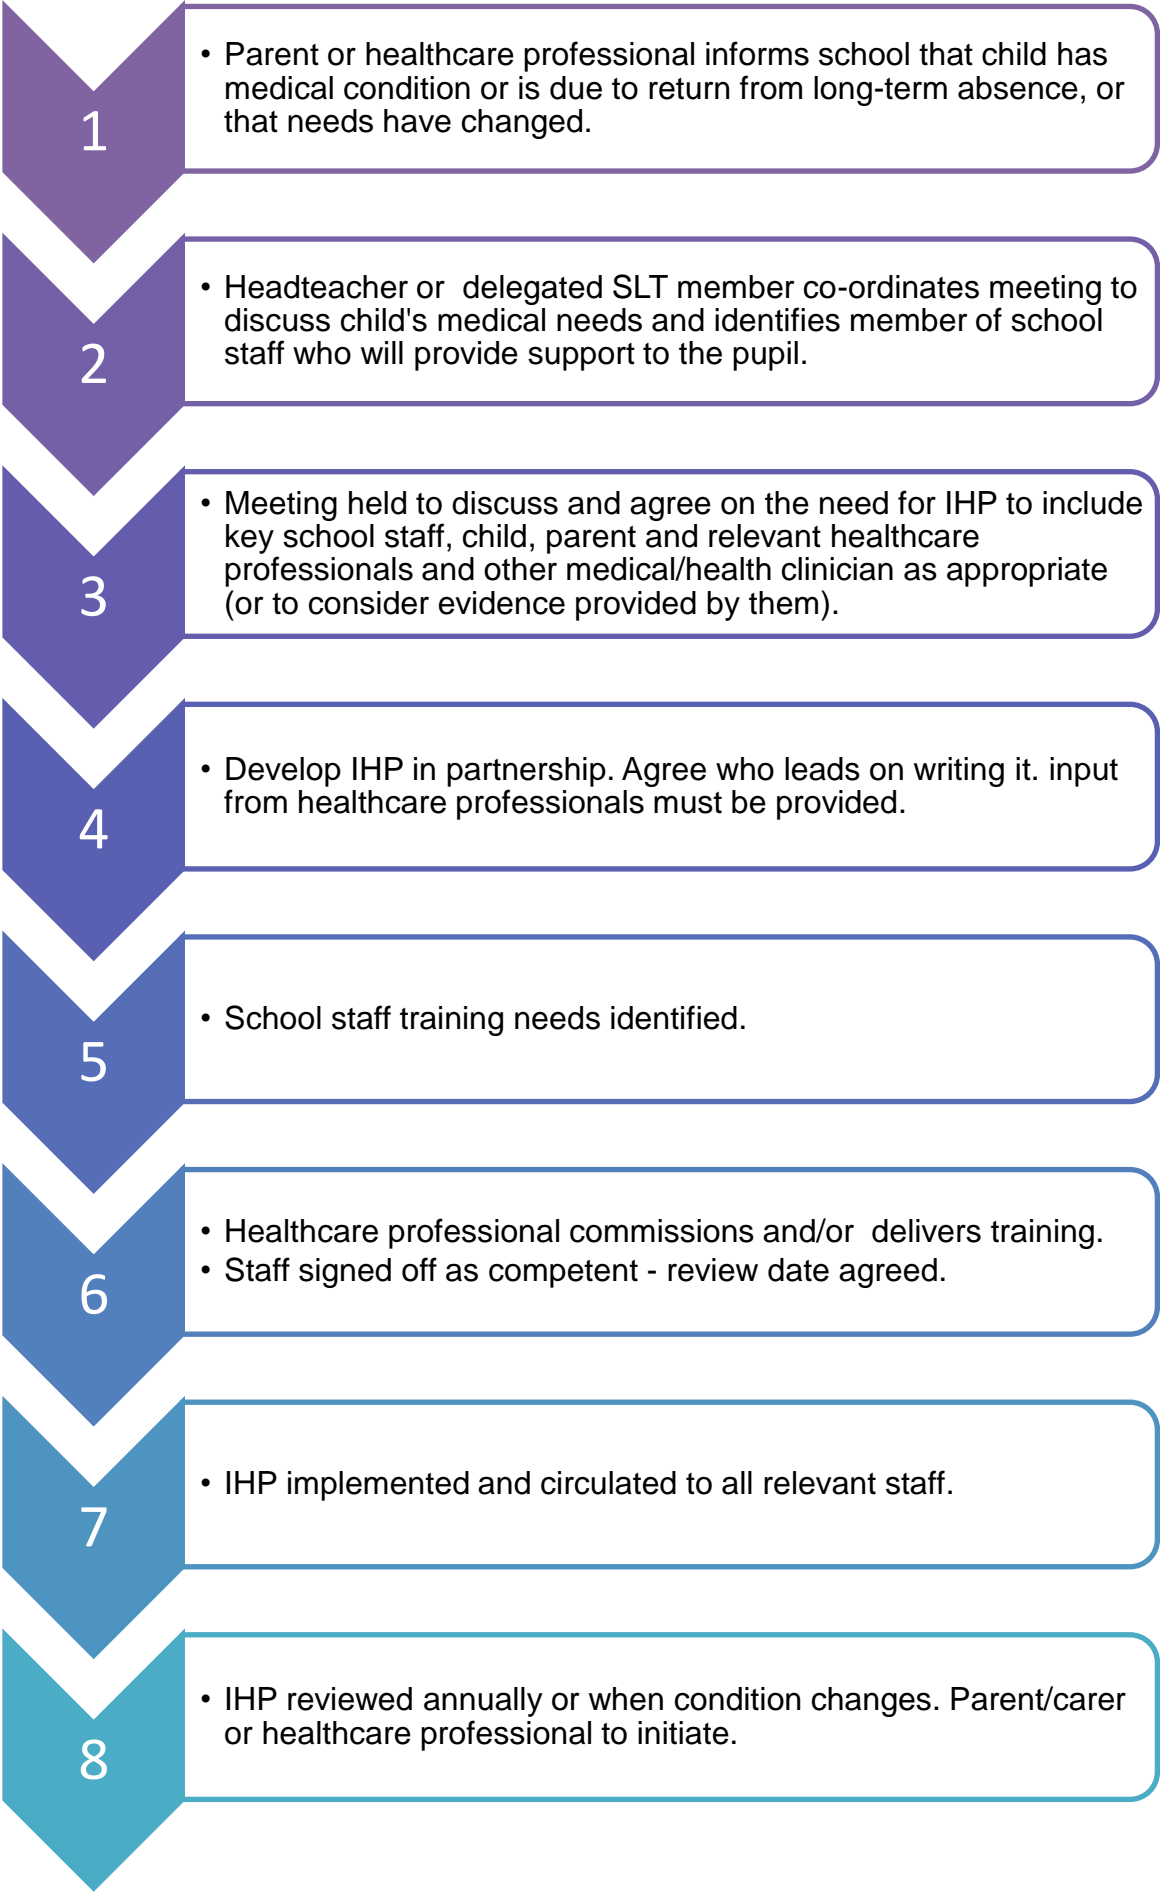 1
• Parent or healthcare professional informs school that child has
medical condition or is due to return from long-term absence, or
that needs have changed.
2
• Headteacher or  delegated SLT member co-ordinates meeting to
discuss child's medical needs and identifies member of school
staff who will provide support to the pupil.
3
• Meeting held to discuss and agree on the need for IHP to include
key school staff, child, parent and relevant healthcare
professionals and other medical/health clinician as appropriate
(or to consider evidence provided by them).
4
• Develop IHP in partnership. Agree who leads on writing it. input
from healthcare professionals must be provided.
5
• School staff training needs identified.
6
• Healthcare professional commissions and/or  delivers training.
• Staff signed off as competent - review date agreed.
7
• IHP implemented and circulated to all relevant staff.
8
• IHP reviewed annually or when condition changes. Parent/carer
or healthcare professional to initiate.